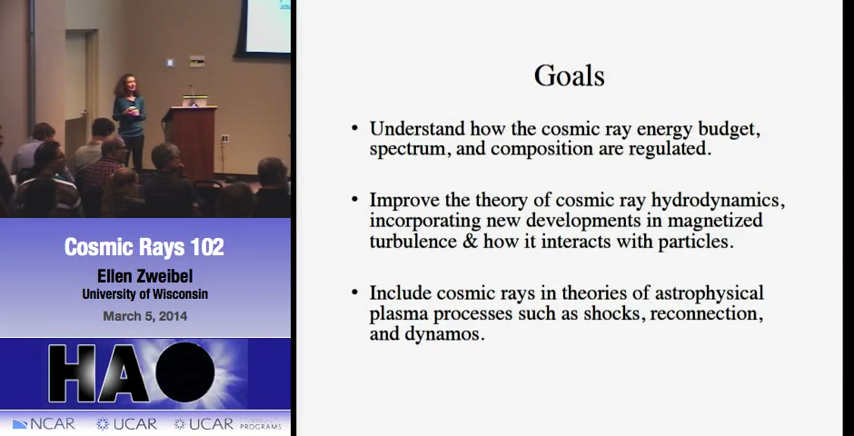 Goals
• Understand how the cosmic ray energy budget,
spectrum, and composition are regulated.
• Improve the theory of cosmic ray hydrodynamics,
incorporating new developments in magnetized
turbulence & how it interacts with particles.
• Include cosmic rays in theories of astrophysical
plasma processes such as shocks, reconnection,
and dynamos.
Cosmic Rays 102
Ellen Zweibel
University of Wisconsin
March 5, 2014
HAO
NCAR UCAR UCAR COMMUNITY PROGRAMS